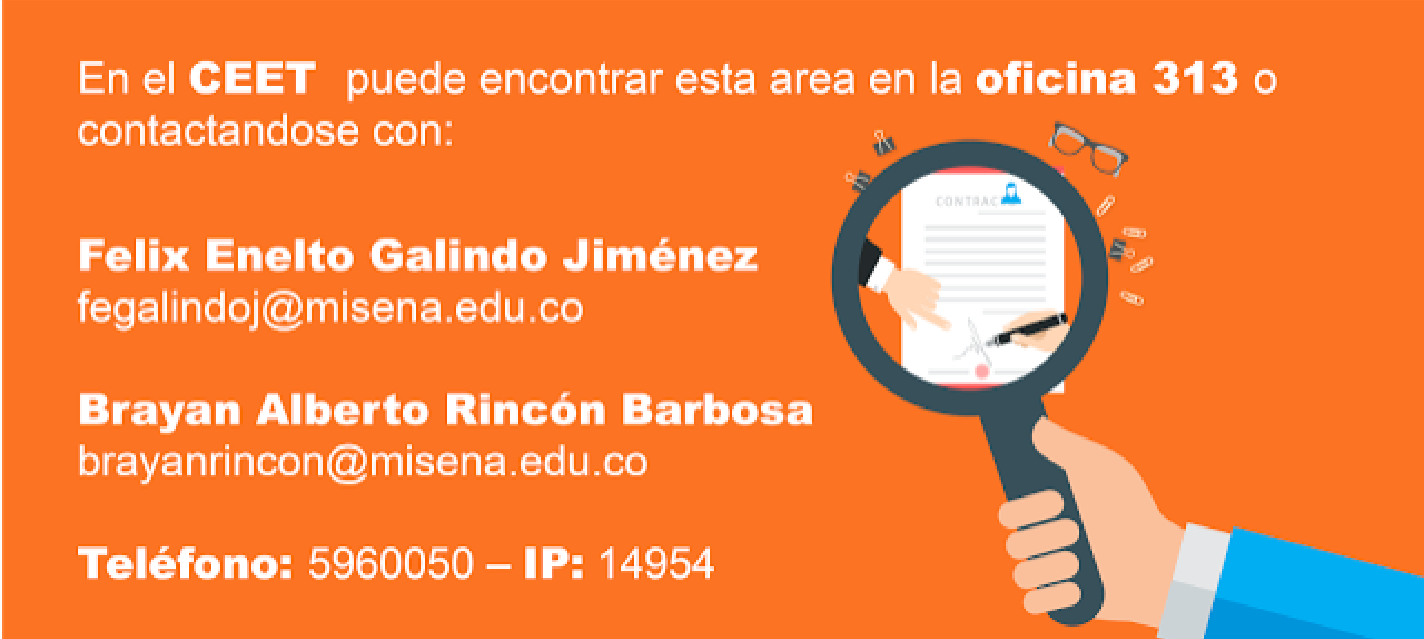 En el CEET puede encontrar esta area en la oficina 313 o
contactandose con:
Felix Enelto Galindo Jiménez
fegalindoj@misena.edu.co
Brayan Alberto Rincón Barbosa
brayanrincon@misena.edu.co
Teléfono: 5960050 – IP: 14954
CONTRAC